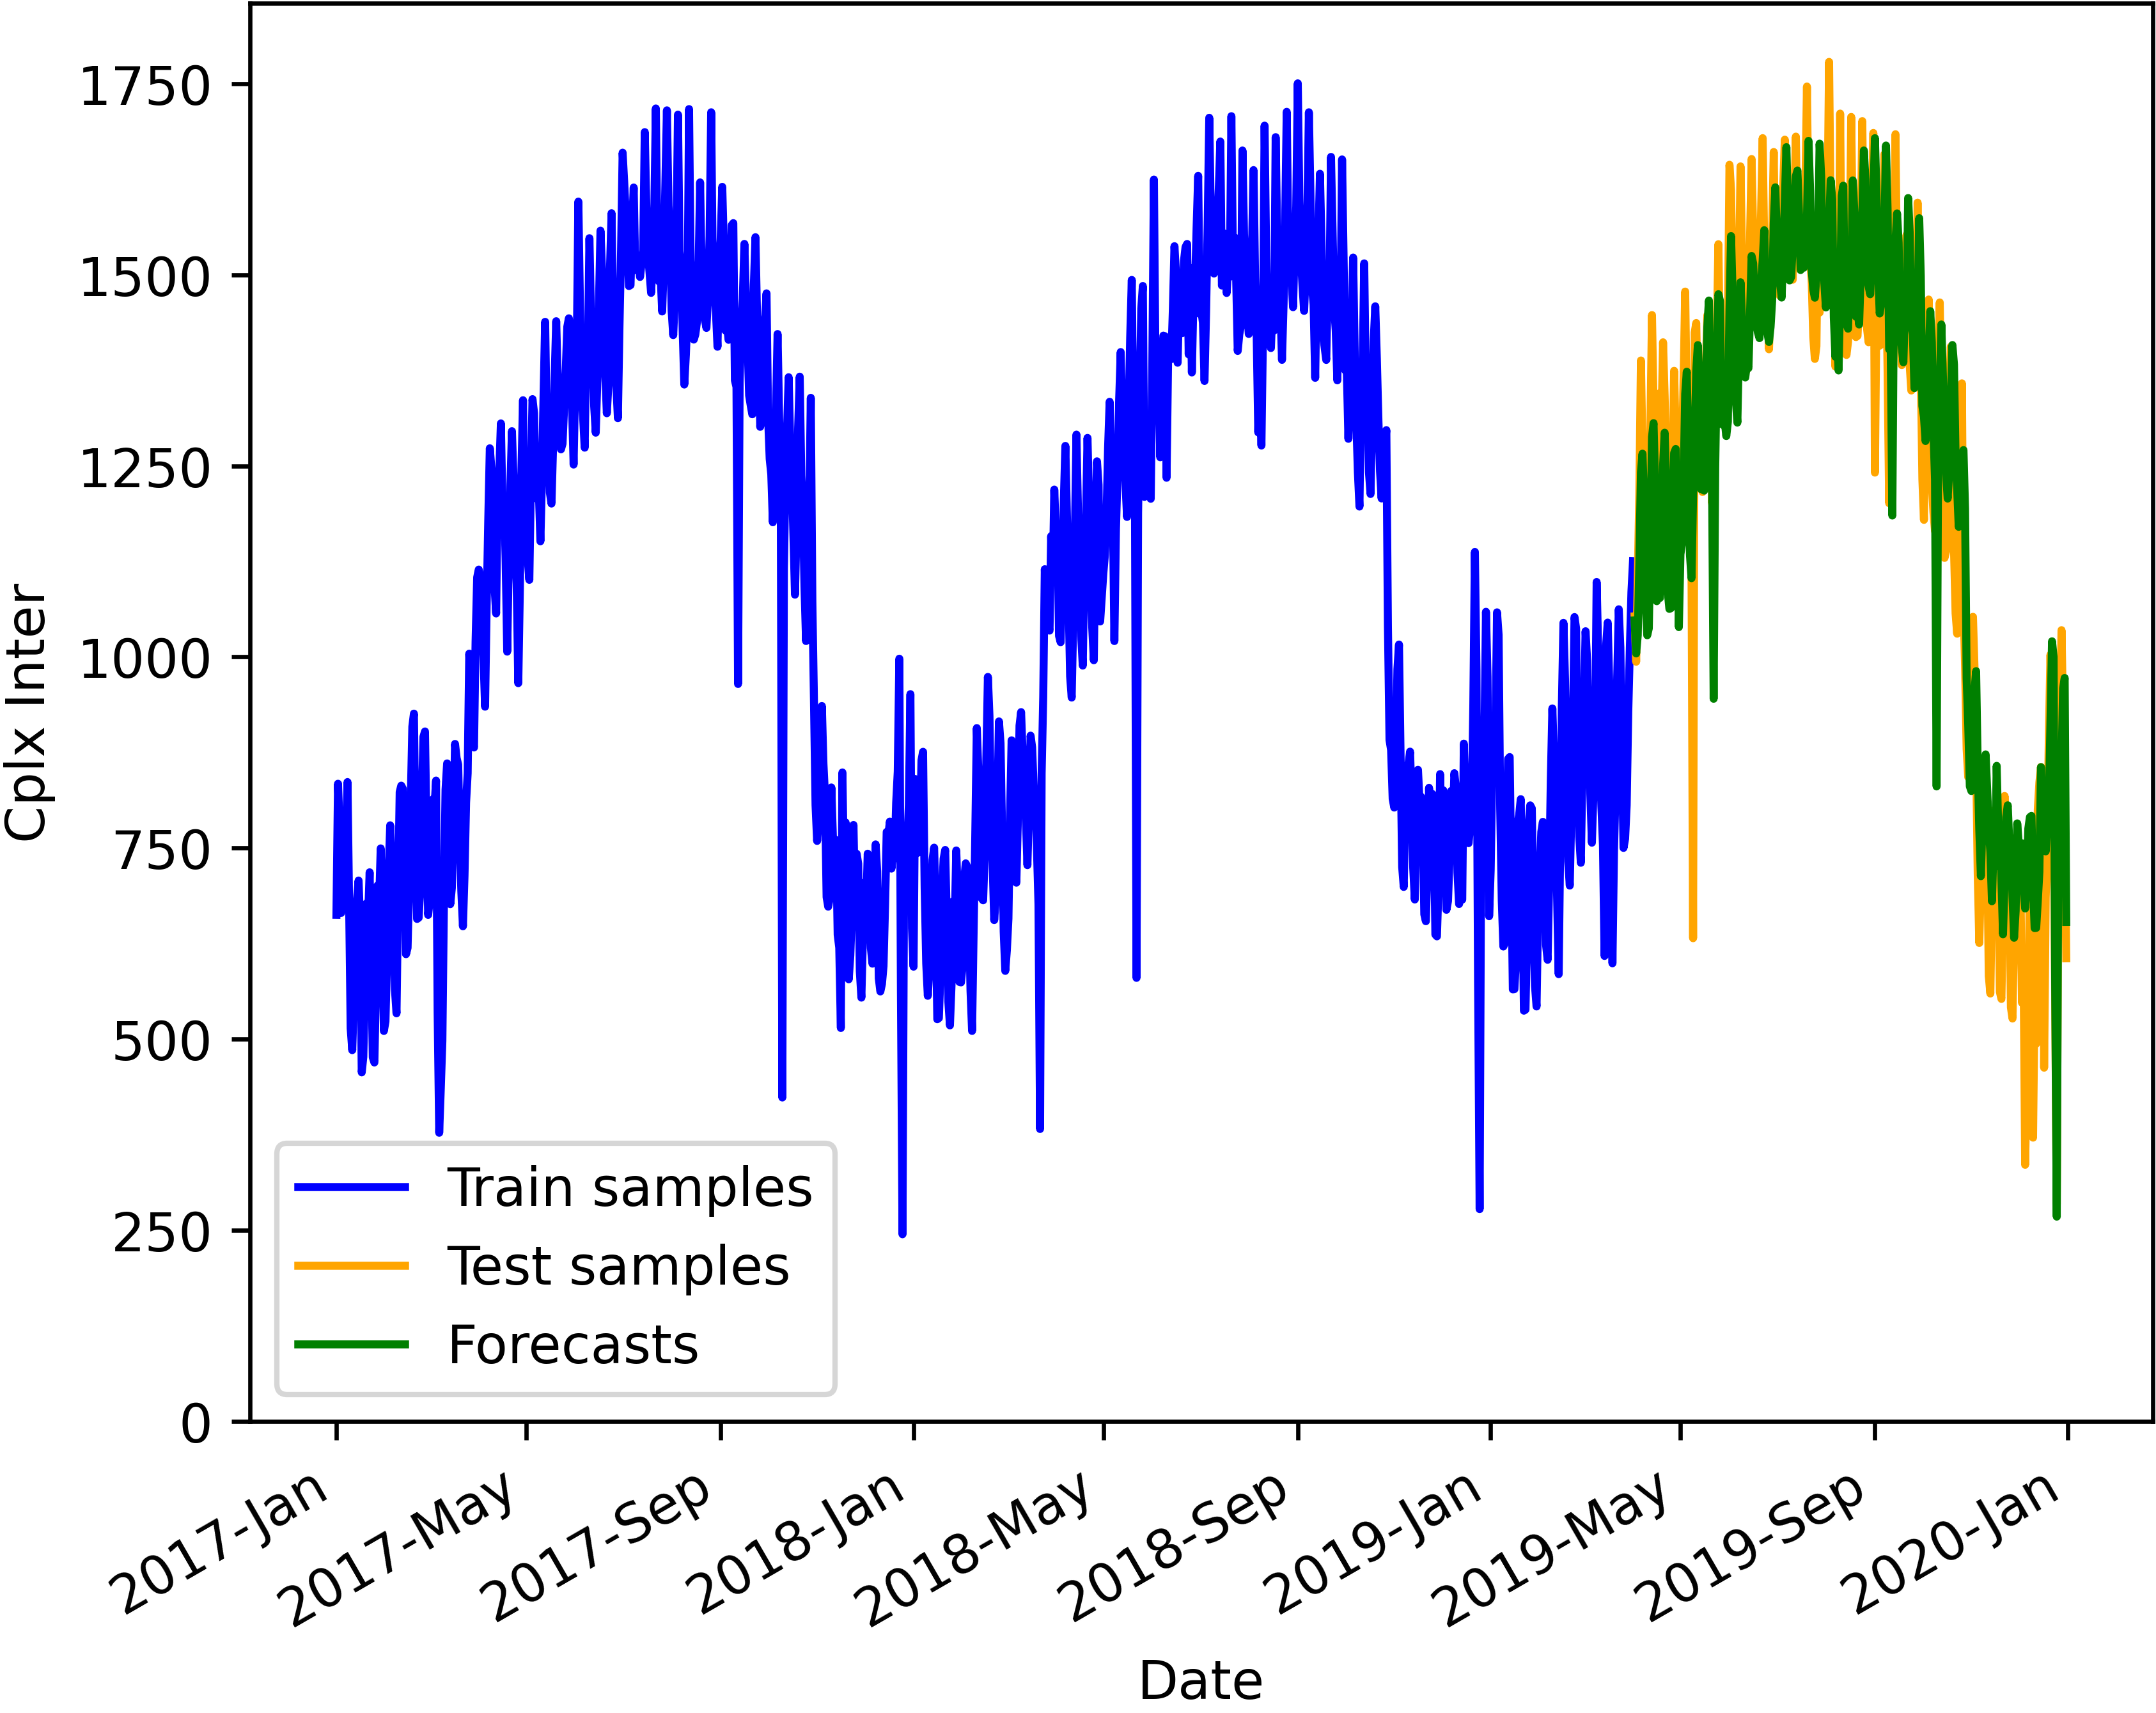 1750
1500
1250
1000
750
500
250
0
Cplx Inter
Train samples
Test samples
Forecasts
2017-Jan
2017-May
2017-Sep
2018-Jan
2018-May
2018-Sep
2019-Jan
2019-May
2019-Sep
2020-Jan
Date